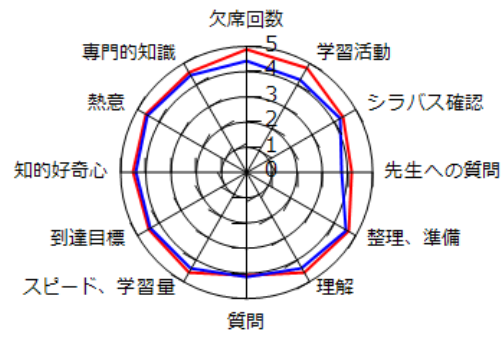 欠席回数
5
専門的知識
学習活動
4
熱意
3
シラバス確認
2
1
知的好奇心
0
先生への質問
到達目標
整理、準備
スピード、学習量
理解
質問